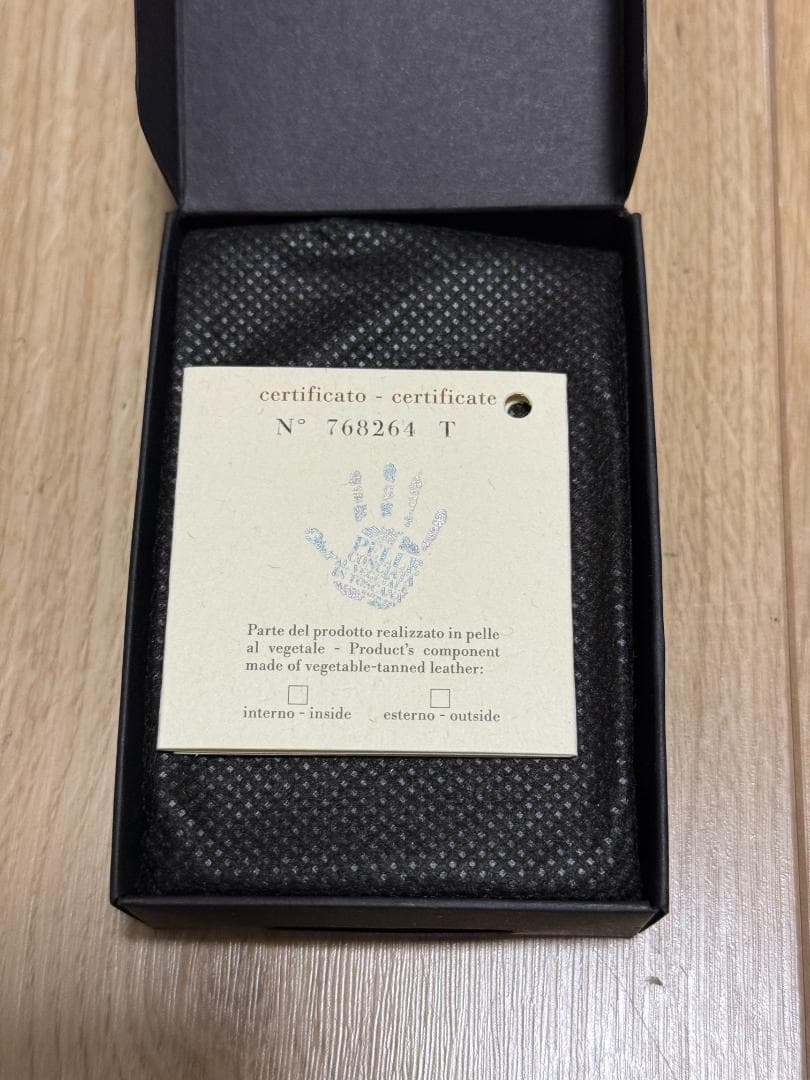 certificato - certificate
N° 768264 T
Parte del prodotto realizzato in pelle
al vegetale - Product's component
made of vegetable-tanned leather:
interno - inside esterno - outside